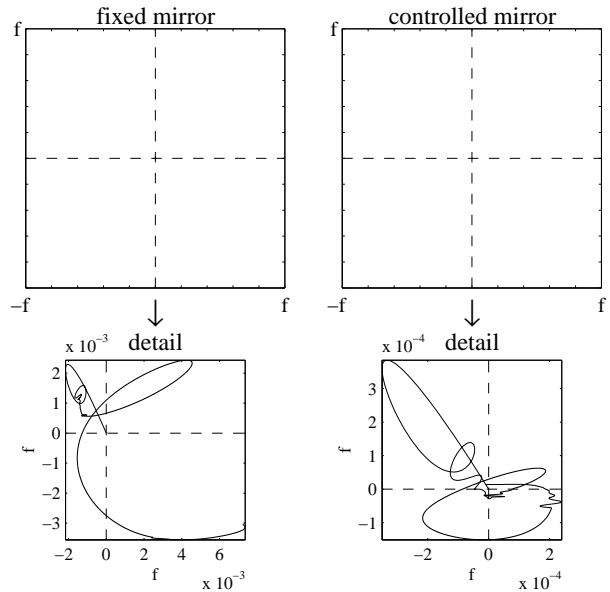 fixed mirror
controlled mirror
f
f
−f
f
−f
f
detail
detail
x 10⁻³
x 10⁻⁴
2
1
0
−1
−2
−3
f
−2
0
2
4
6
f
x 10⁻³
3
2
1
0
−1
f
−2
0
2
f
x 10⁻⁴